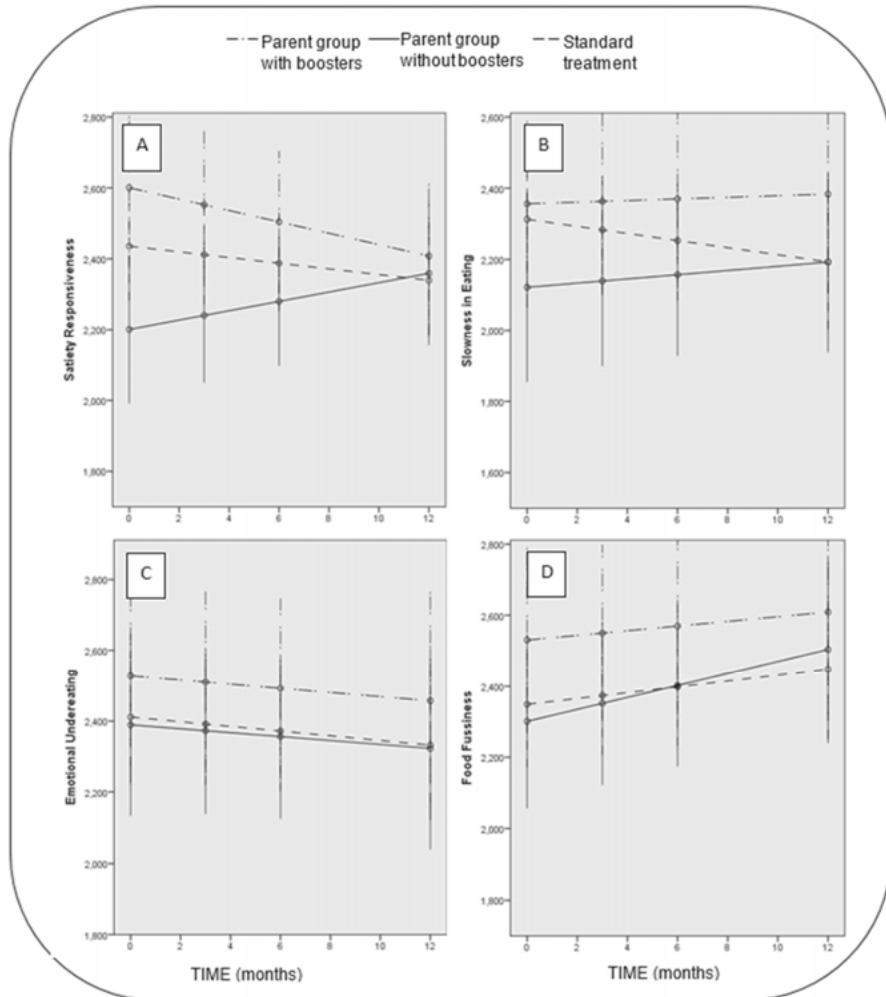 Parent group with boosters
Parent group without boosters
Standard treatment
A
Satiety Responsiveness
2,800
2,600
2,400
2,200
2,000
1,800
0 2 4 6 8 10 12
B
Slowness in Eating
2,600
2,400
2,200
2,000
1,800
1,600
0 2 4 6 8 10 12
C
Emotional Undereating
2,800
2,600
2,400
2,200
2,000
1,800
0 2 4 6 8 10 12
TIME (months)
D
Food Fussiness
2,800
2,600
2,400
2,200
2,000
1,800
0 2 4 6 8 10 12
TIME (months)